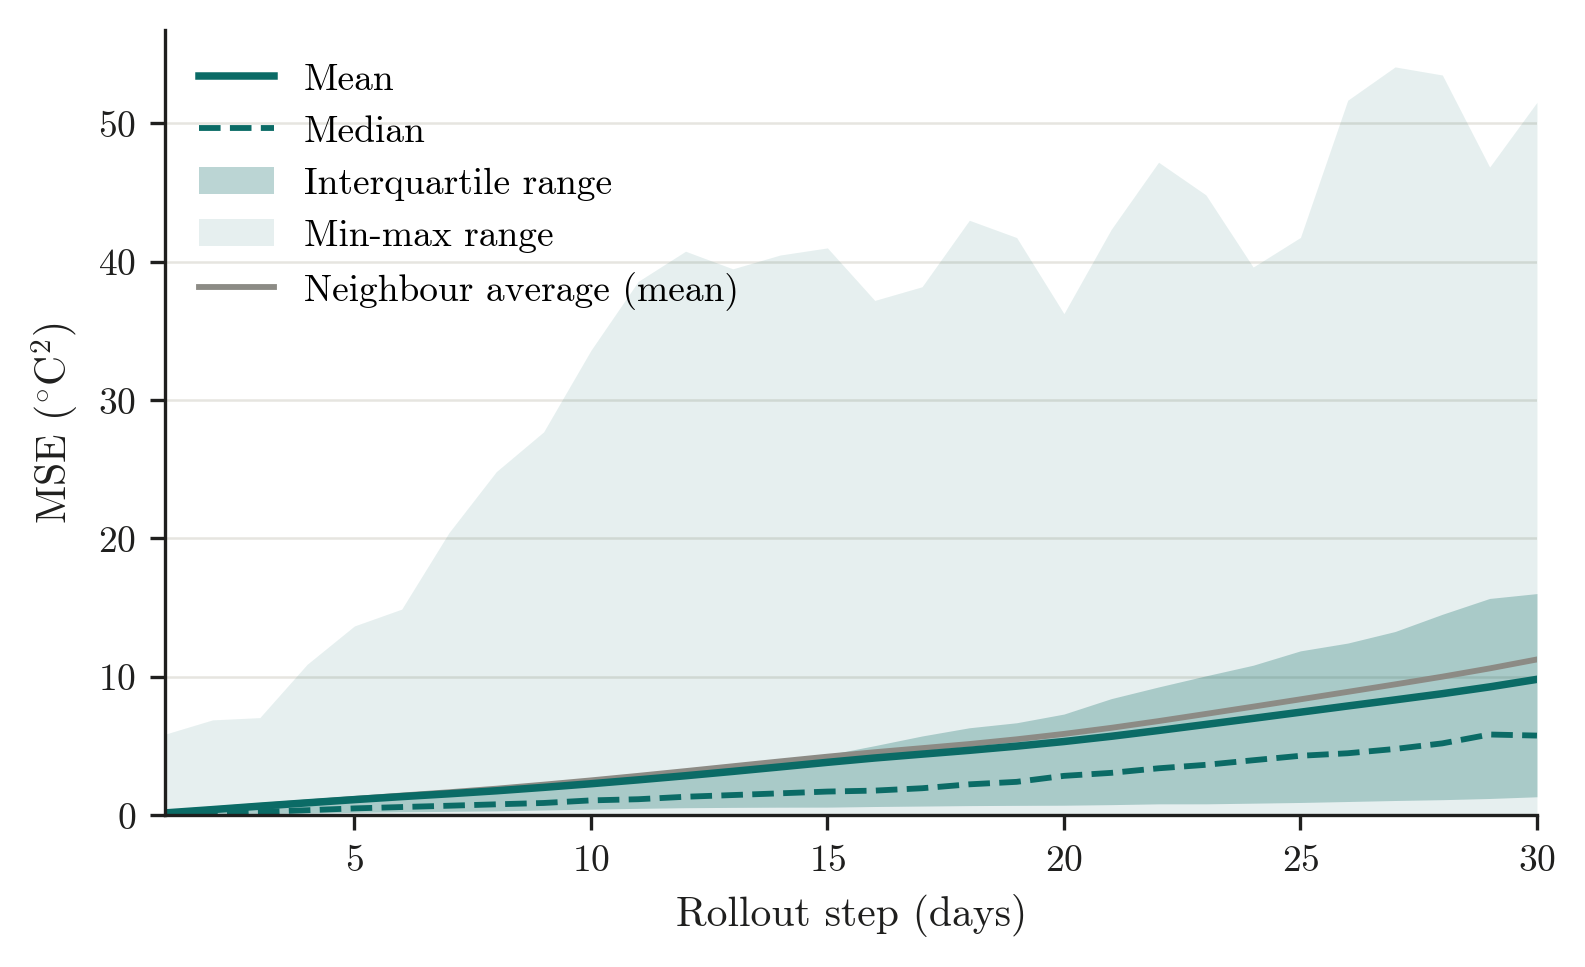 Mean
Median
Interquartile range
Min-max range
Neighbour average (mean)
MSE (°C²)
50
40
30
20
10
0
5 10 15 20 25 30
Rollout step (days)